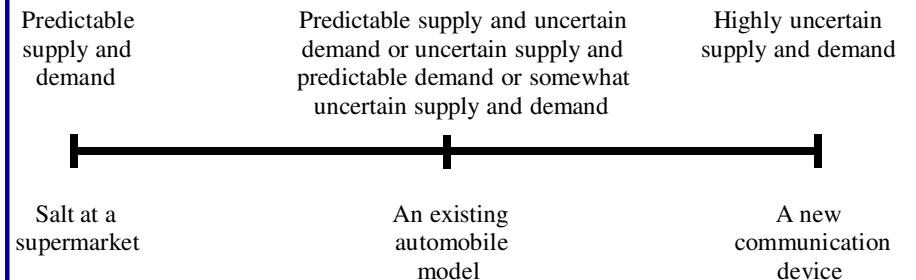 Predictable
supply and
demand
Predictable supply and uncertain
demand or uncertain supply and
predictable demand or somewhat
uncertain supply and demand
Highly uncertain
supply and demand
Salt at a
supermarket
An existing
automobile
model
A new
communication
device